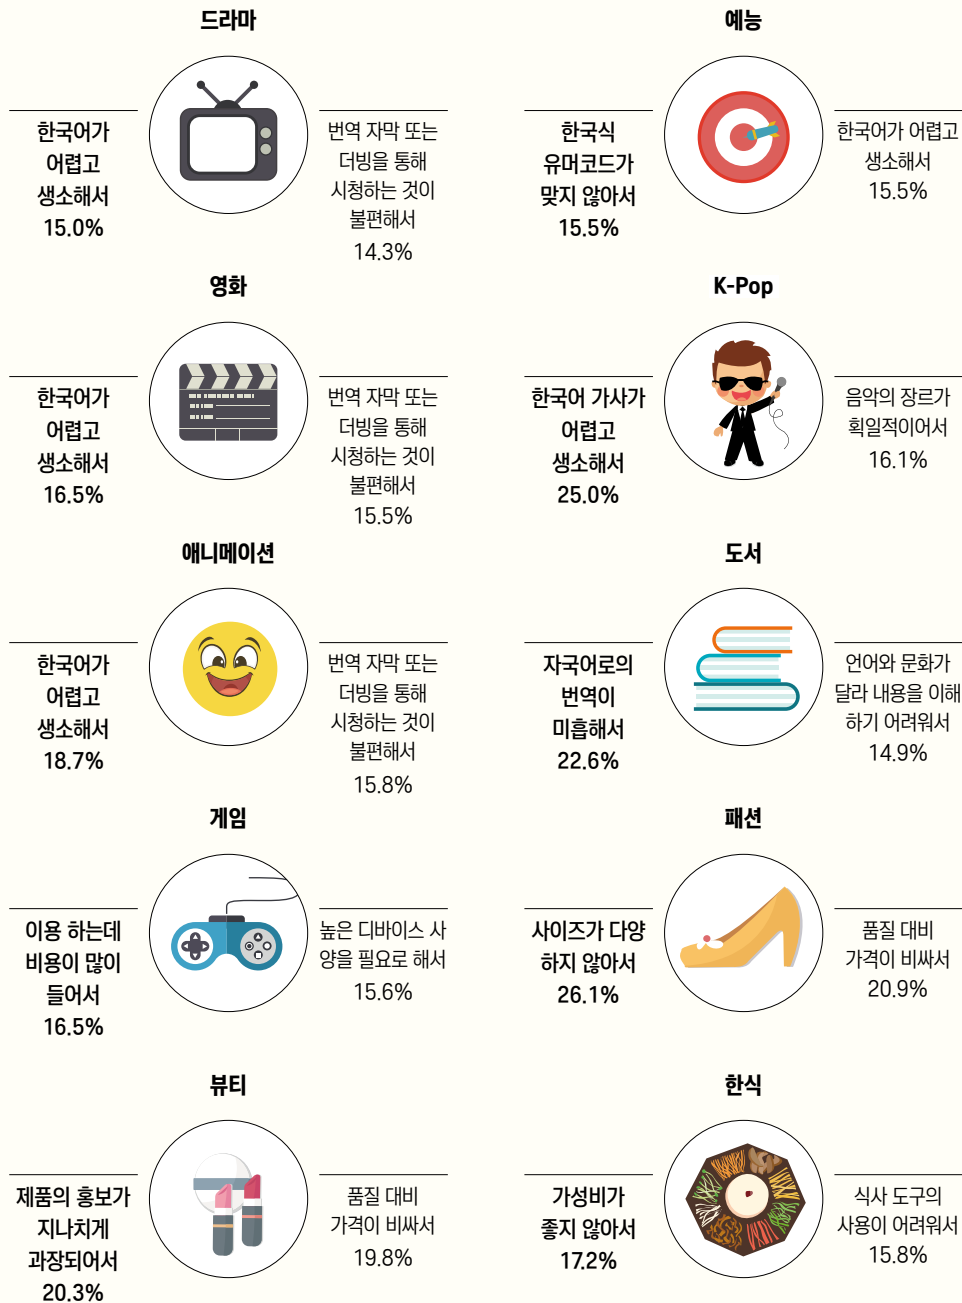 드라마
한국어가
어렵고
생소해서
15.0%
번역 자막 또는
더빙을 통해
시청하는 것이
불편해서
14.3%
예능
한국식
유머코드가
맞지 않아서
15.5%
한국어가 어렵고
생소해서
15.5%
영화
한국어가
어렵고
생소해서
16.5%
번역 자막 또는
더빙을 통해
시청하는 것이
불편해서
15.5%
K-Pop
한국어 가사가
어렵고
생소해서
25.0%
음악의 장르가
획일적이어서
16.1%
애니메이션
한국어가
어렵고
생소해서
18.7%
번역 자막 또는
더빙을 통해
시청하는 것이
불편해서
15.8%
도서
자국어로의
번역이
미흡해서
22.6%
언어와 문화가
달라 내용을 이해
하기 어려워서
14.9%
게임
이용 하는데
비용이 많이
들어서
16.5%
높은 디바이스 사
양을 필요로 해서
15.6%
패션
사이즈가 다양
하지 않아서
26.1%
품질 대비
가격이 비싸서
20.9%
뷰티
제품의 홍보가
지나치게
과장되어서
20.3%
품질 대비
가격이 비싸서
19.8%
한식
가성비가
좋지 않아서
17.2%
식사 도구의
사용이 어려워서
15.8%